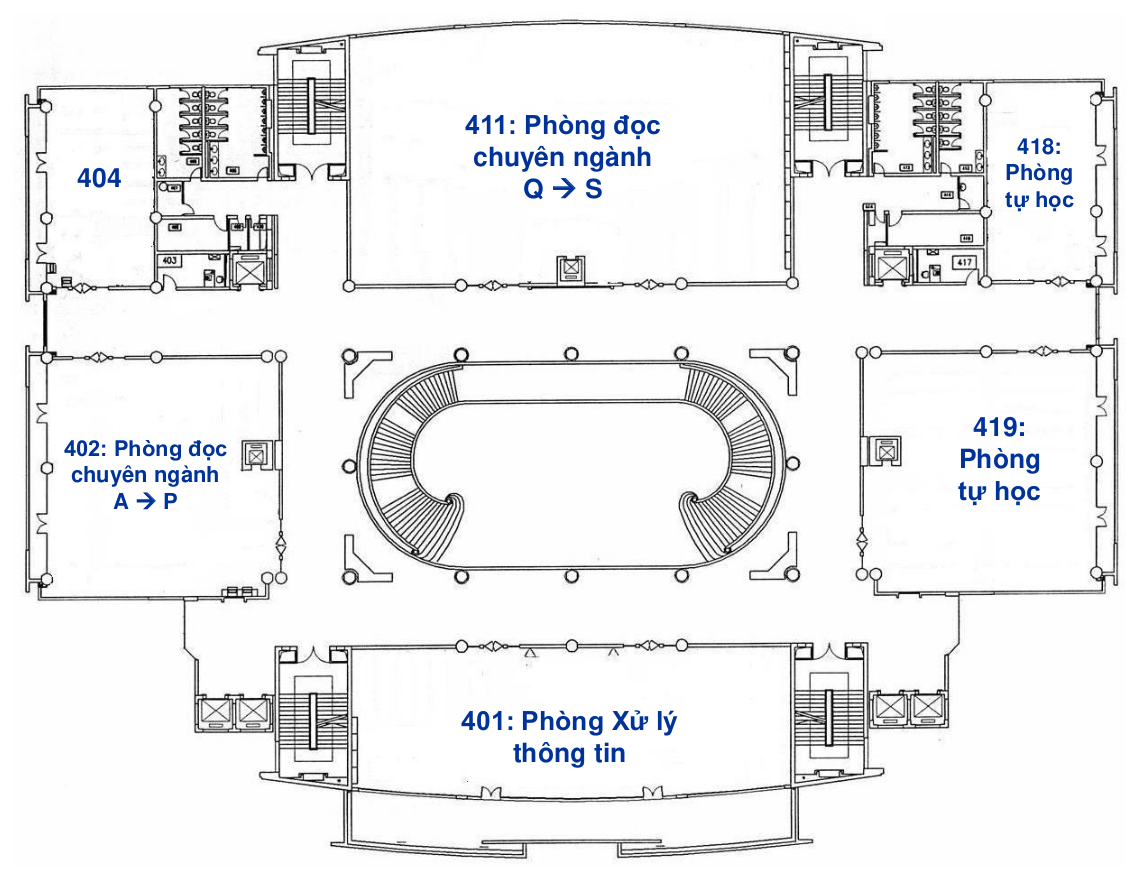 411: Phòng đọc
chuyên ngành
Q → S
404
418:
Phòng
tự học
403
417
402: Phòng đọc
chuyên ngành
A → P
419:
Phòng
tự học
401: Phòng Xử lý
thông tin